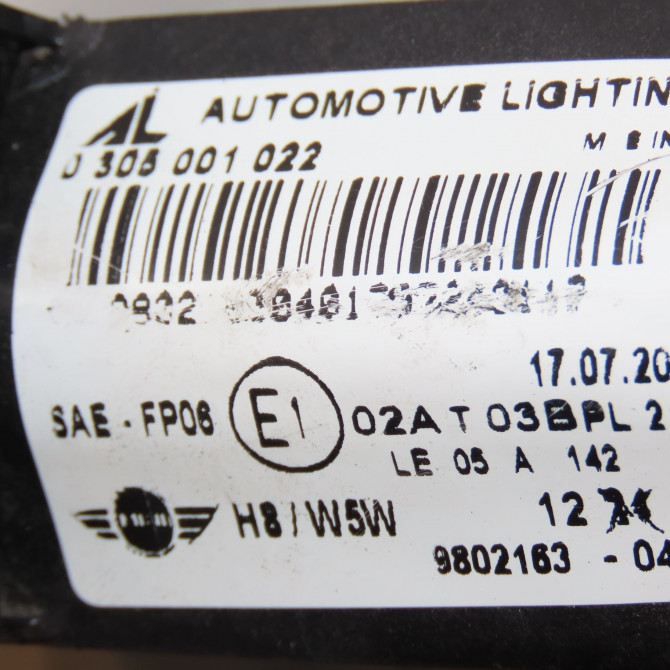 AL AUTOMOTIVE LIGHTIN
0 305 001 022
M E IN
17.07.20
SAE - FP06 E1 02A T 03BPL 2
LE 05 A 142
H8 / W5W 12
9802163 - 04